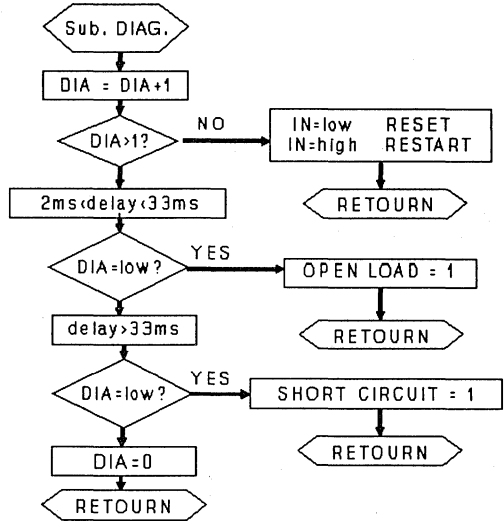 Sub. DIAG.
DIA = DIA+1
DIA>1?
NO
IN=low RESET
IN=high RESTART
RETOURN
2ms<delay<33ms
DIA=low?
YES
OPEN LOAD = 1
RETOURN
delay>33ms
DIA=low?
YES
SHORT CIRCUIT = 1
RETOURN
DIA=0
RETOURN